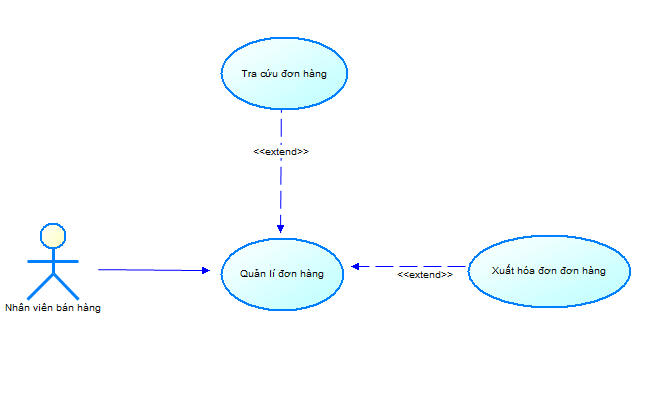 Tra cứu đơn hàng
<<extend>>
Quản lí đơn hàng
<<extend>>
Xuất hóa đơn đơn hàng
Nhân viên bán hàng